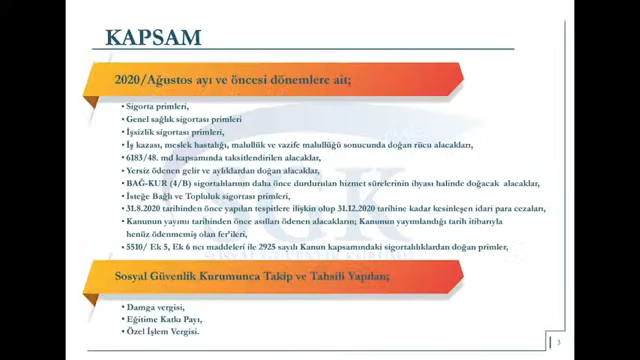 KAPSAM
2020/Ağustos ayı ve öncesi dönemlere ait;
• Sigorta primleri,
• Genel sağlık sigortası primleri
• İşsizlik sigortası primleri,
• İş kazası, meslek hastalığı, malullük ve vazife malullüğü sonucunda doğan rücu alacakları,
• 6183/48. md kapsamında taksitlendirilen alacaklar,
• Yersiz ödenen gelir ve aylıklardan doğan alacaklar,
• BAĞ-KUR (4/B) sigortalılarının daha önce durdurulan hizmet sürelerinin ihyası halinde doğacak alacaklar,
• İsteğe Bağlı ve Topluluk sigortası primleri,
• 31.8.2020 tarihinden önce yapılan tespitlere ilişkin olup 31.12.2020 tarihine kadar kesinleşen idari para cezaları,
• Kanunun yayımı tarihinden önce asılları ödenen alacakların; Kanunun yayımlandığı tarih itibarıyla
henüz ödenmemiş olan fer'ileri,
• 5510/ Ek 5, Ek 6 ncı maddeleri ile 2925 sayılı Kanun kapsamındaki sigortalılıklardan doğan primler,
SGK
SOSYAL GÜVENLİK KURUMU
Sosyal Güvenlik Kurumunca Takip ve Tahsili Yapılan;
• Damga vergisi,
• Eğitime Katkı Payı,
• Özel İşlem Vergisi.
3